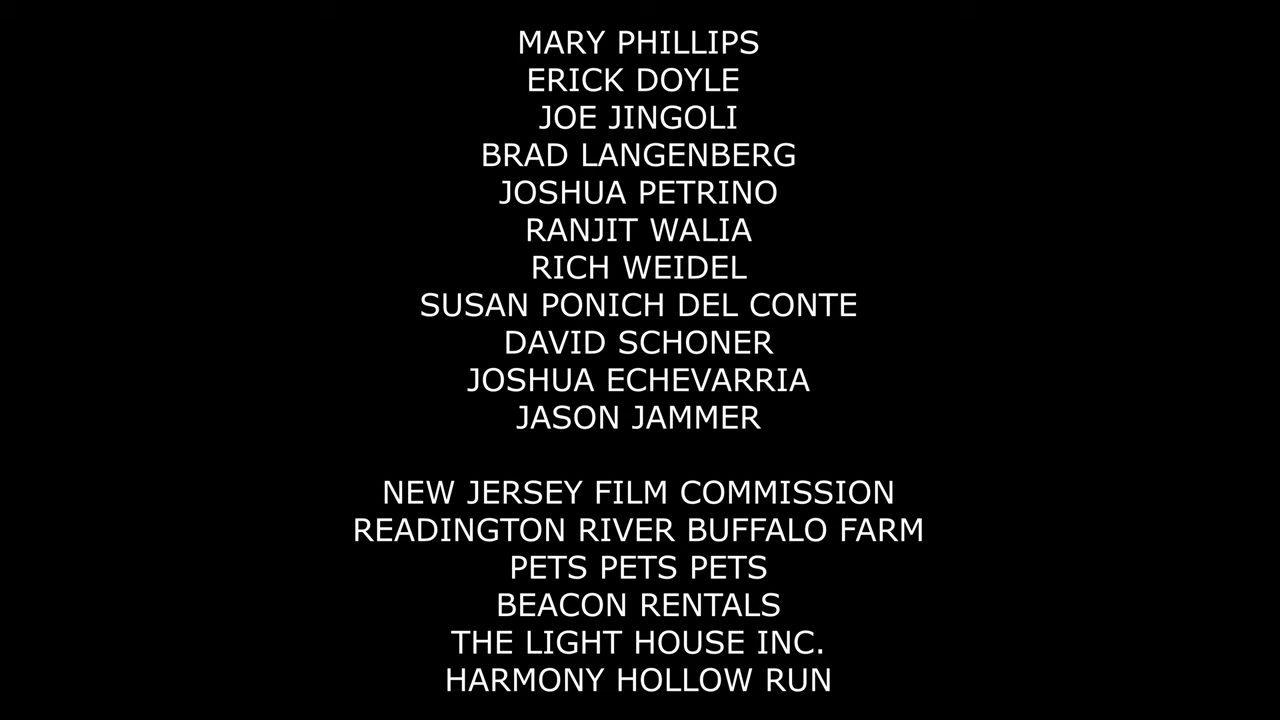 MARY PHILLIPS
ERICK DOYLE
JOE JINGOLI
BRAD LANGENBERG
JOSHUA PETRINO
RANJIT WALIA
RICH WEIDEL
SUSAN PONICH DEL CONTE
DAVID SCHONER
JOSHUA ECHEVARRIA
JASON JAMMER
NEW JERSEY FILM COMMISSION
READINGTON RIVER BUFFALO FARM
PETS PETS PETS
BEACON RENTALS
THE LIGHT HOUSE INC.
HARMONY HOLLOW RUN